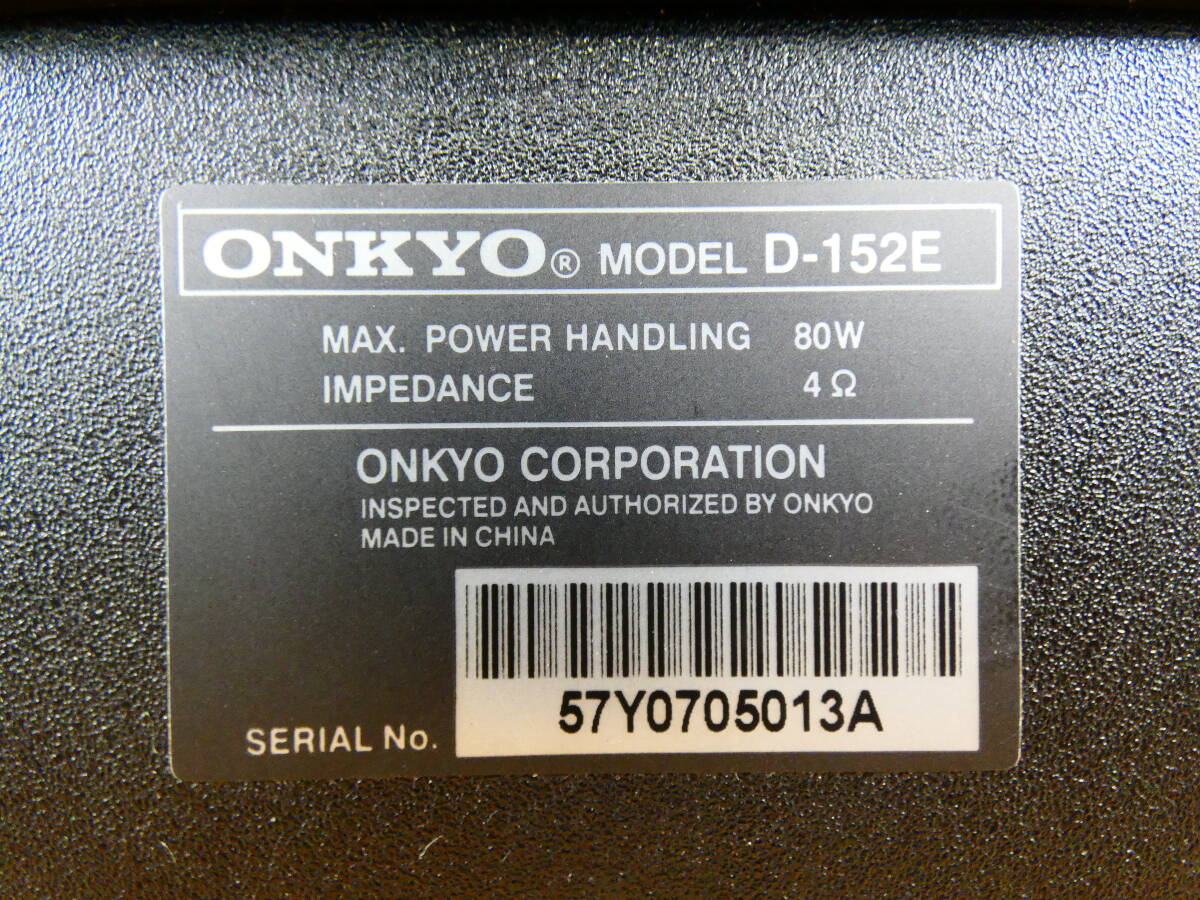 ONKYO® MODEL D-152E
MAX. POWER HANDLING 80W
IMPEDANCE 4Ω
ONKYO CORPORATION
INSPECTED AND AUTHORIZED BY ONKYO
MADE IN CHINA
57Y0705013A
SERIAL No.